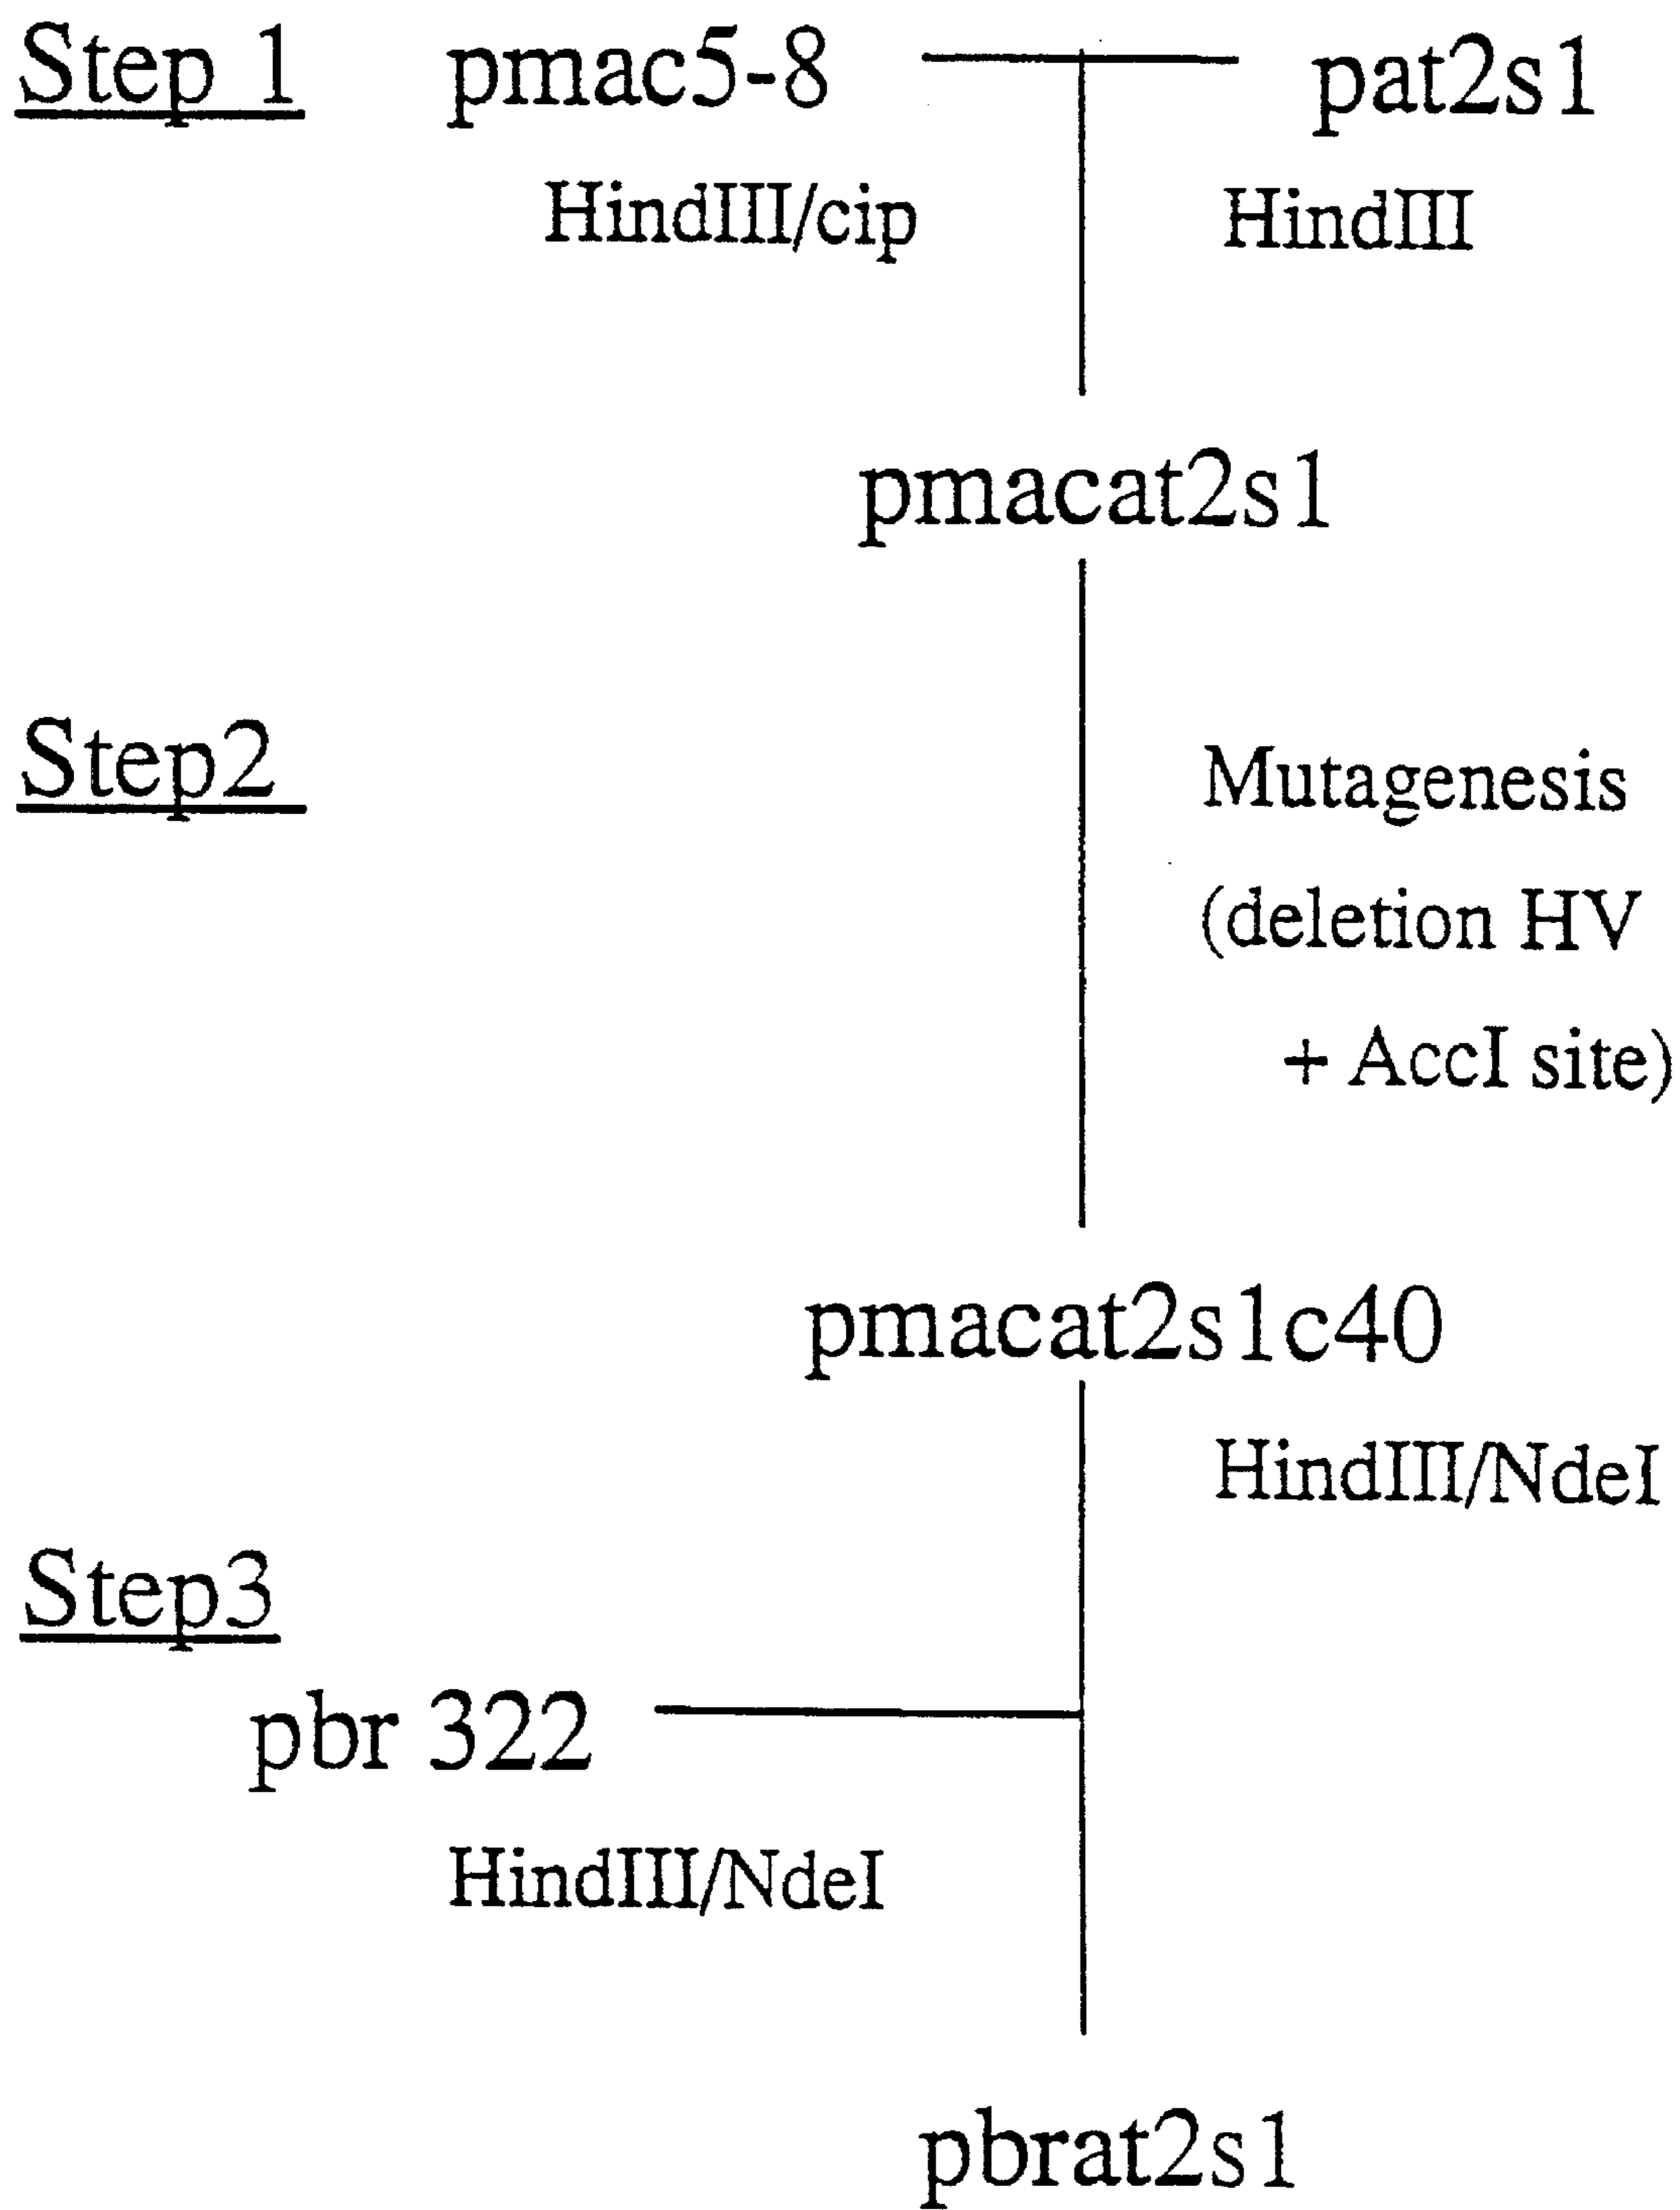 Step 1 pmac5-8 pat2s1
HindIII/cip HindIII
pmacat2s1
Step2
Mutagenesis
(deletion HV
+ AccI site)
pmacat2s1c40
HindIII/NdeI
Step3
pbr 322
HindIII/NdeI
pbrat2s1